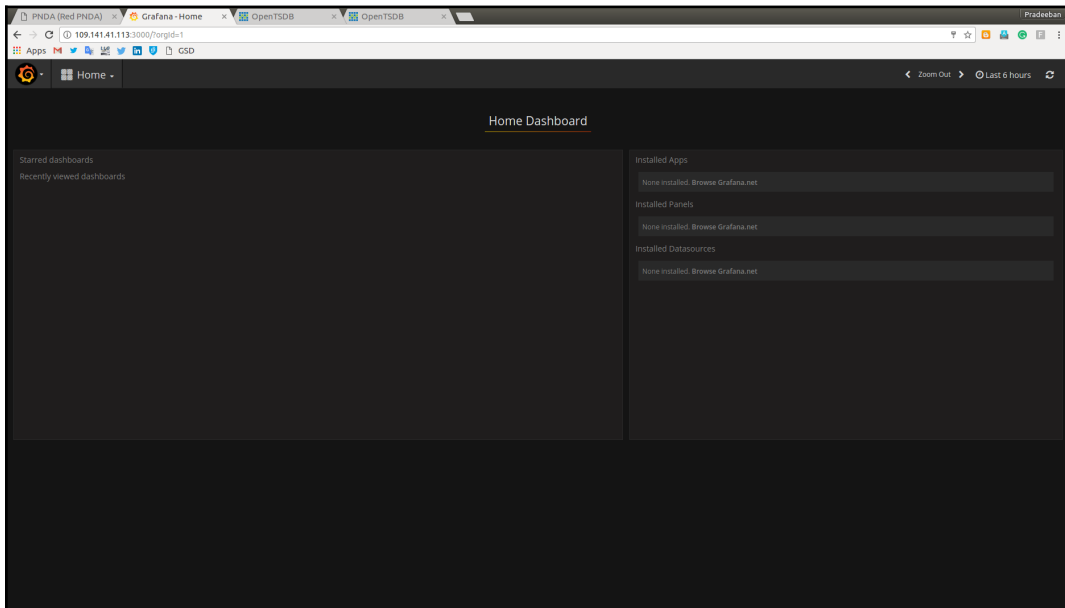 PNDA (Red PNDA) × Grafana - Home × OpenTSDB × OpenTSDB × Pradeeban
109.141.41.113:3000/?orgId=1
Apps GSD
Home Zoom Out Last 6 hours
Home Dashboard
Starred dashboards
Recently viewed dashboards
Installed Apps
None installed. Browse Grafana.net
Installed Panels
None installed. Browse Grafana.net
Installed Datasources
None installed. Browse Grafana.net